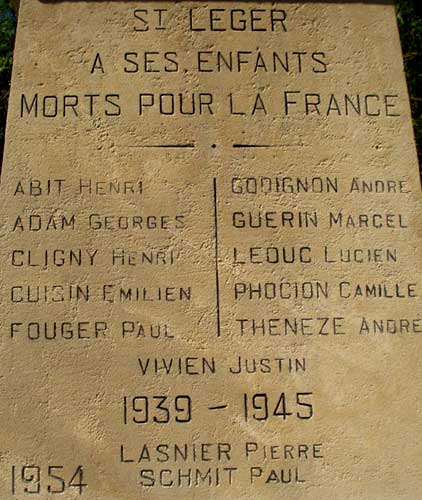 ST LEGER
A SES ENFANTS
MORTS POUR LA FRANCE
ABIT HENRI
ADAM GEORGES
CLIGNY HENRI
CUISIN EMILIEN
FOUGER PAUL
GODIGNON ANDRE
GUERIN MARCEL
LEDUC LUCIEN
PHOCION CAMILLE
THENEZE ANDRE
VIVIEN JUSTIN
1939 - 1945
LASNIER PIERRE
SCHMIT PAUL
1954